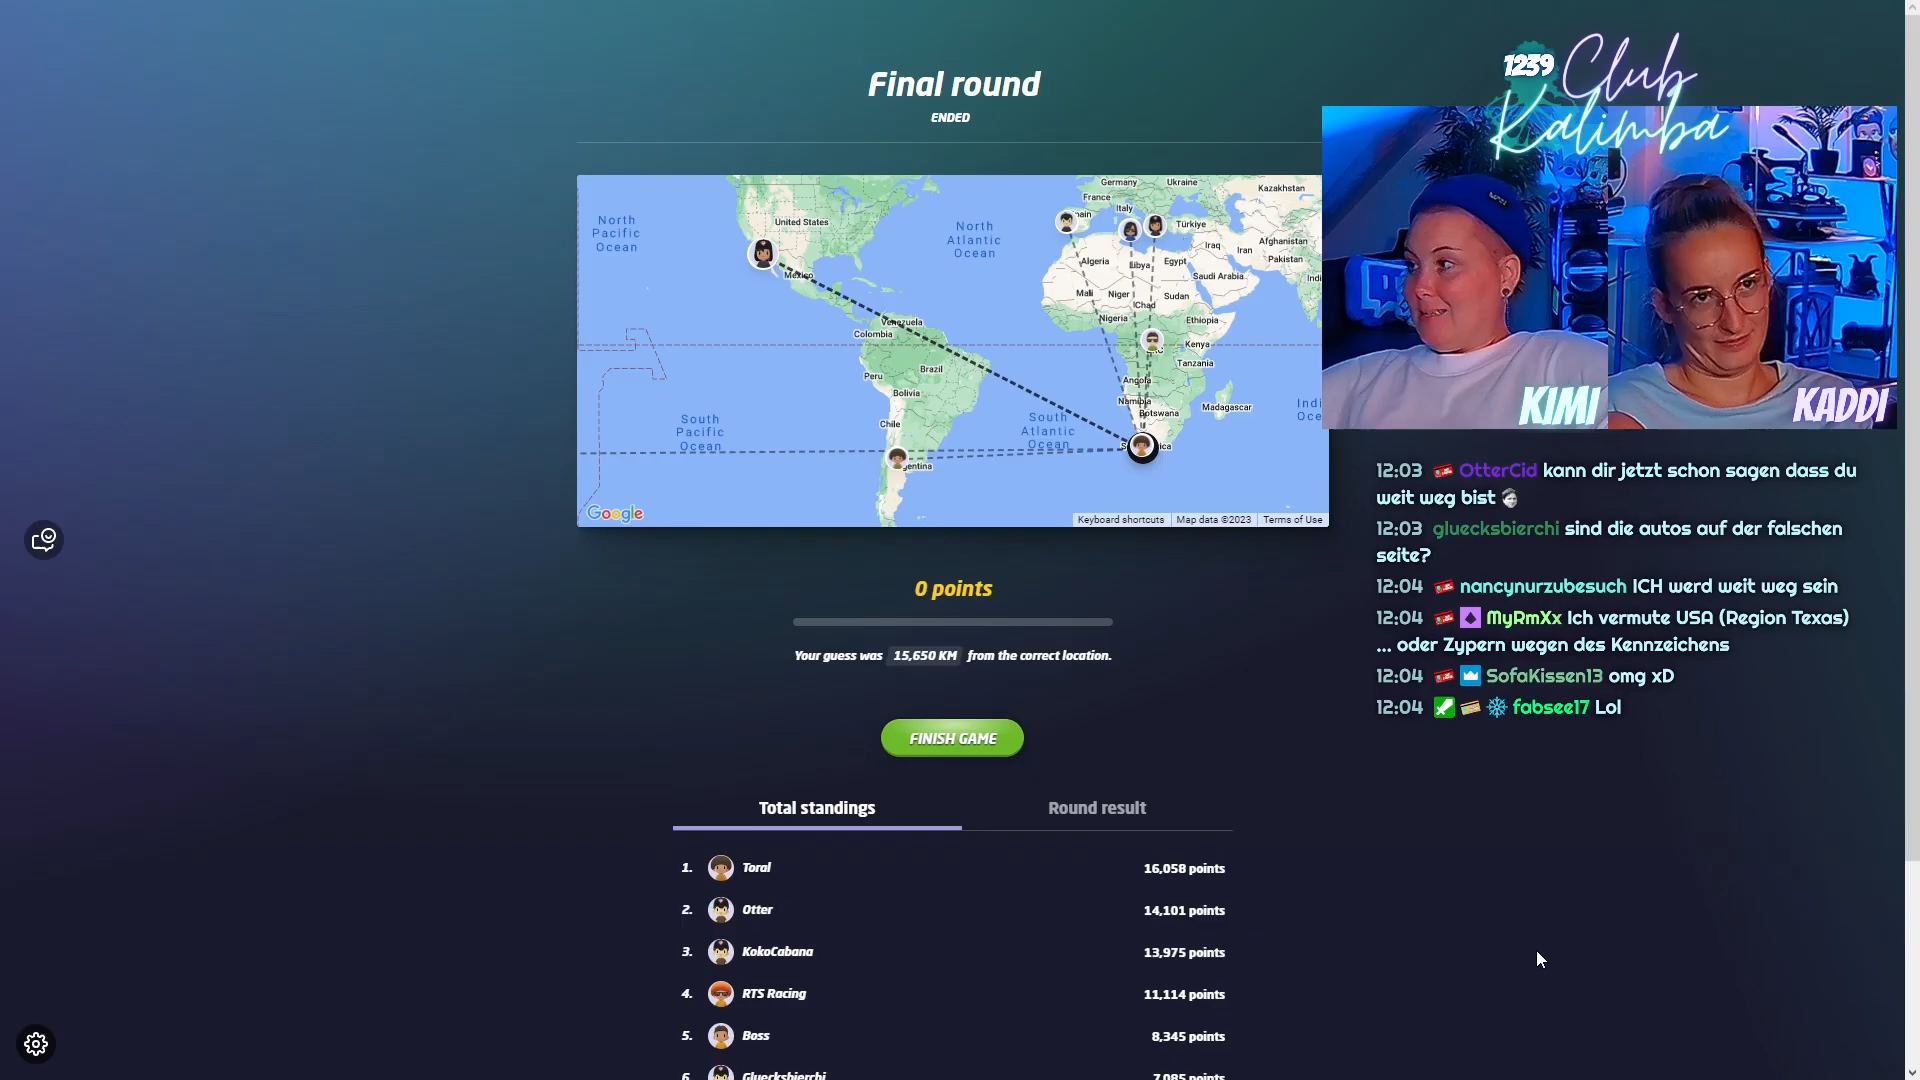 Final round
ENDED
1239
Club
Kalimba
North
Pacific
Ocean
United States
Mexico
North
Atlantic
Ocean
Germany
Ukraine
Kazakhstan
France
Italy
Türkiye
Iraq
Iran
Afghanistan
Pakistan
Algeria
Libya
Egypt
Saudi Arabia
Mali
Niger
Sudan
Chad
Nigeria
Ethiopia
Kenya
Tanzania
Venezuela
Colombia
Brazil
Peru
Bolivia
Chile
South
Pacific
Ocean
South
Atlantic
Ocean
Angola
Namibia
Botswana
Madagascar
Google
Keyboard shortcuts
Map data ©2023
Terms of Use
KIMI
KADDI
0 points
Your guess was 15,650 KM from the correct location.
FINISH GAME
Total standings
Round result
1. Toral 16,058 points
2. Otter 14,101 points
3. KokoCabana 13,975 points
4. RTS Racing 11,114 points
5. Boss 8,345 points
6. Gluecksbierchi 7,085 points
12:03 OtterCid kann dir jetzt schon sagen dass du
weit weg bist
12:03 gluecksbierchi sind die autos auf der falschen
seite?
12:04 nancynurzubesuch ICH werd weit weg sein
12:04 MyRmXx Ich vermute USA (Region Texas)
... oder Zypern wegen des Kennzeichens
12:04 SofaKissen13 omg xD
12:04 fabsee17 Lol